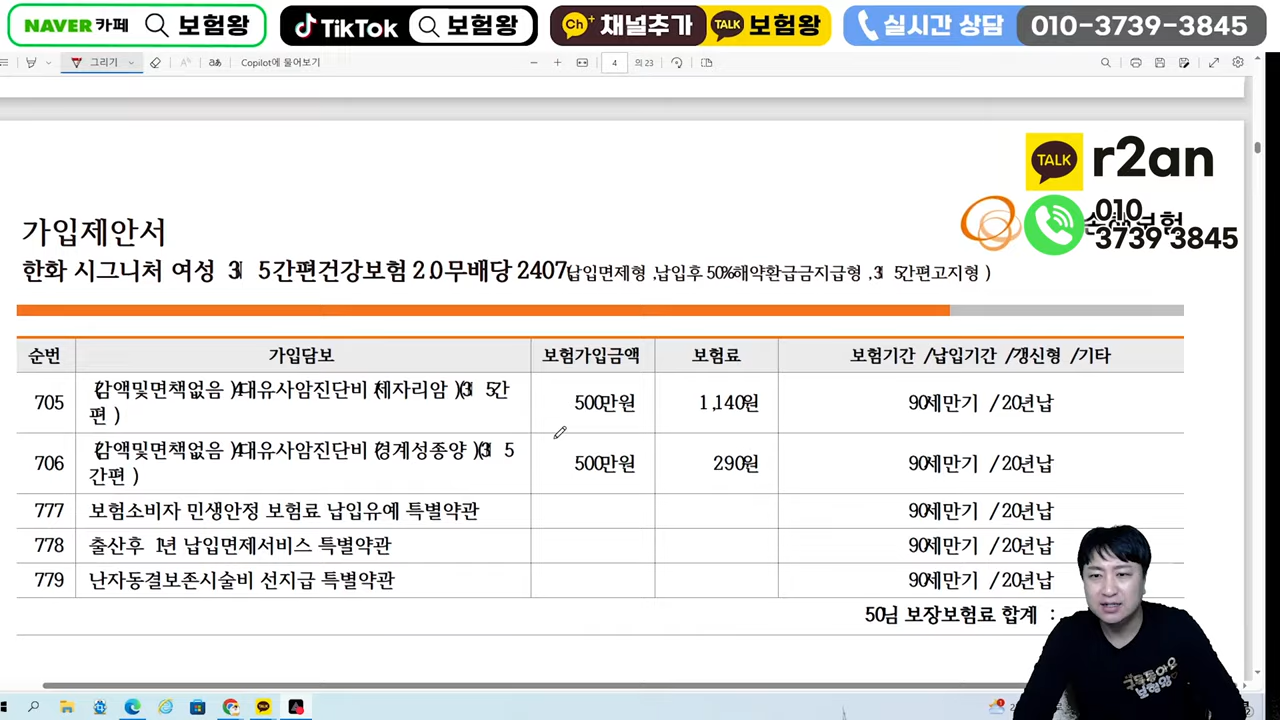 NAVER 카페 보험왕
TikTok 보험왕
Ch+ 채널추가 TALK 보험왕
실시간 상담 010-3739-3845
그리기 Copilot에 물어보기 4 의 23
TALK r2an
010
3739 3845
가입제안서
한화 시그니처 여성 3 5간편건강보험 2.0 무배당 2407(납입면제형 ,납입후 50%해약환급금지급형 ,3 5간편고지형 )
순번 가입담보 보험가입금액 보험료 보험기간 /납입기간 /갱신형 /기타
705 (감액및면책없음 )4대유사암진단비 (제자리암 )(3 5간편 ) 500만원 1,140원 90세만기 /20년납
706 (감액및면책없음 )4대유사암진단비 (경계성종양 )(3 5간편 ) 500만원 290원 90세만기 /20년납
777 보험소비자 민생안정 보험료 납입유예 특별약관 90세만기 /20년납
778 출산후 1년 납입면제서비스 특별약관 90세만기 /20년납
779 난자동결보존시술비 선지급 특별약관 90세만기 /20년납
50님 보장보험료 합계 :